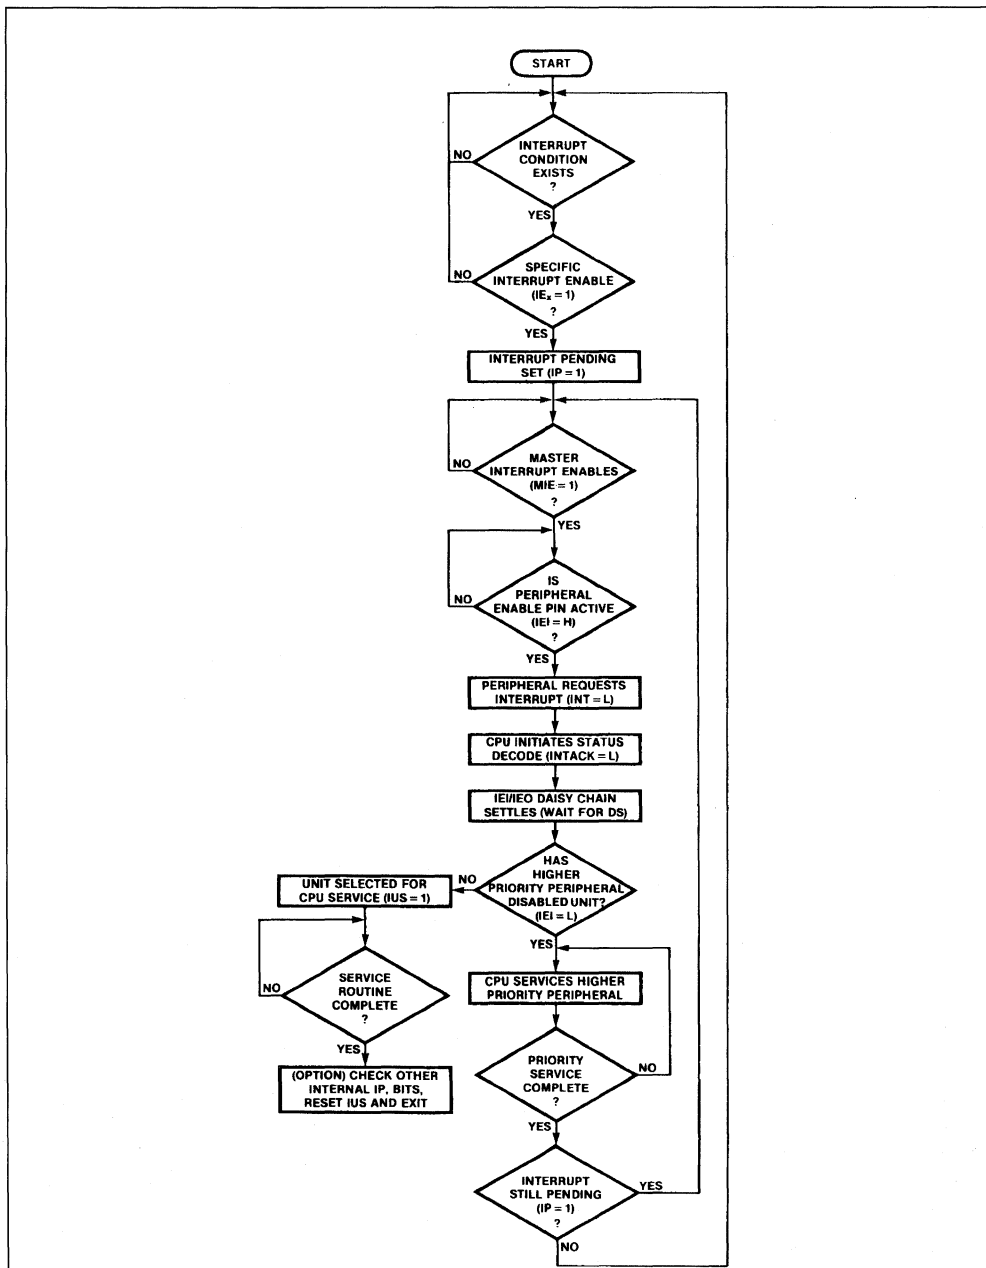 START
INTERRUPT
CONDITION
EXISTS
?
NO
YES
SPECIFIC
INTERRUPT ENABLE
(IEx = 1)
?
NO
YES
INTERRUPT PENDING
SET (IP = 1)
MASTER
INTERRUPT ENABLES
(MIE = 1)
?
NO
YES
IS
PERIPHERAL
ENABLE PIN ACTIVE
(IEI = H)
?
NO
YES
PERIPHERAL REQUESTS
INTERRUPT (INT = L)
CPU INITIATES STATUS
DECODE (INTACK = L)
IEI/IEO DAISY CHAIN
SETTLES (WAIT FOR DS)
HAS
HIGHER
PRIORITY PERIPHERAL
DISABLED UNIT?
(IEI = L)
NO
UNIT SELECTED FOR
CPU SERVICE (IUS = 1)
SERVICE
ROUTINE
COMPLETE
?
NO
YES
(OPTION) CHECK OTHER
INTERNAL IP, BITS,
RESET IUS AND EXIT
YES
CPU SERVICES HIGHER
PRIORITY PERIPHERAL
PRIORITY
SERVICE
COMPLETE
?
NO
YES
INTERRUPT
STILL PENDING
(IP = 1)
?
YES
NO